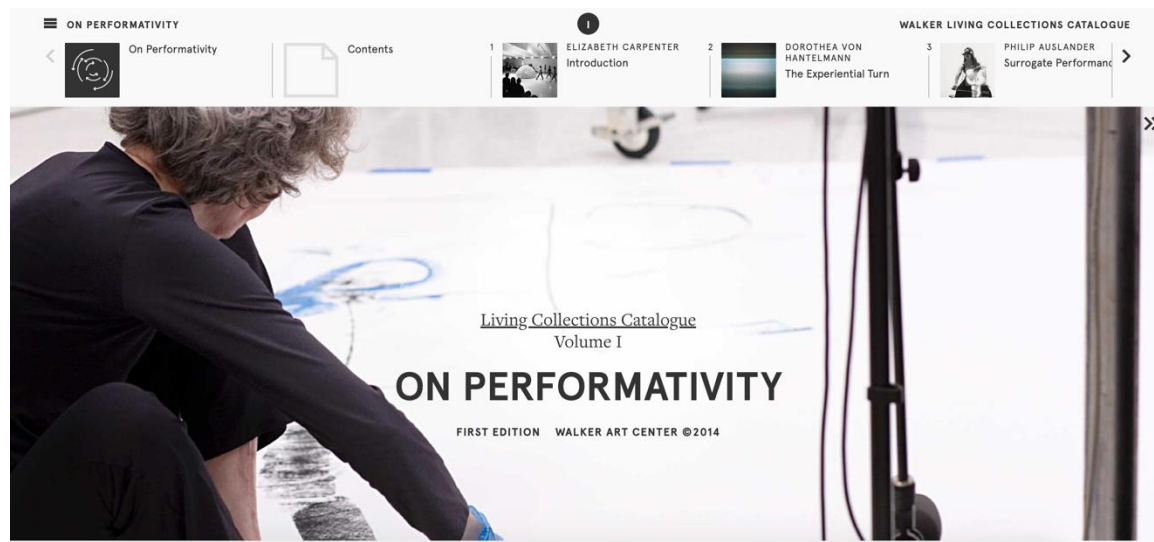 ON PERFORMATIVITY
I
WALKER LIVING COLLECTIONS CATALOGUE
On Performativity
Contents
1
ELIZABETH CARPENTER
Introduction
2
DOROTHEA VON
HANTELMANN
The Experiential Turn
3
PHILIP AUSLANDER
Surrogate Performanc
Living Collections Catalogue
Volume I
ON PERFORMATIVITY
FIRST EDITION WALKER ART CENTER ©2014